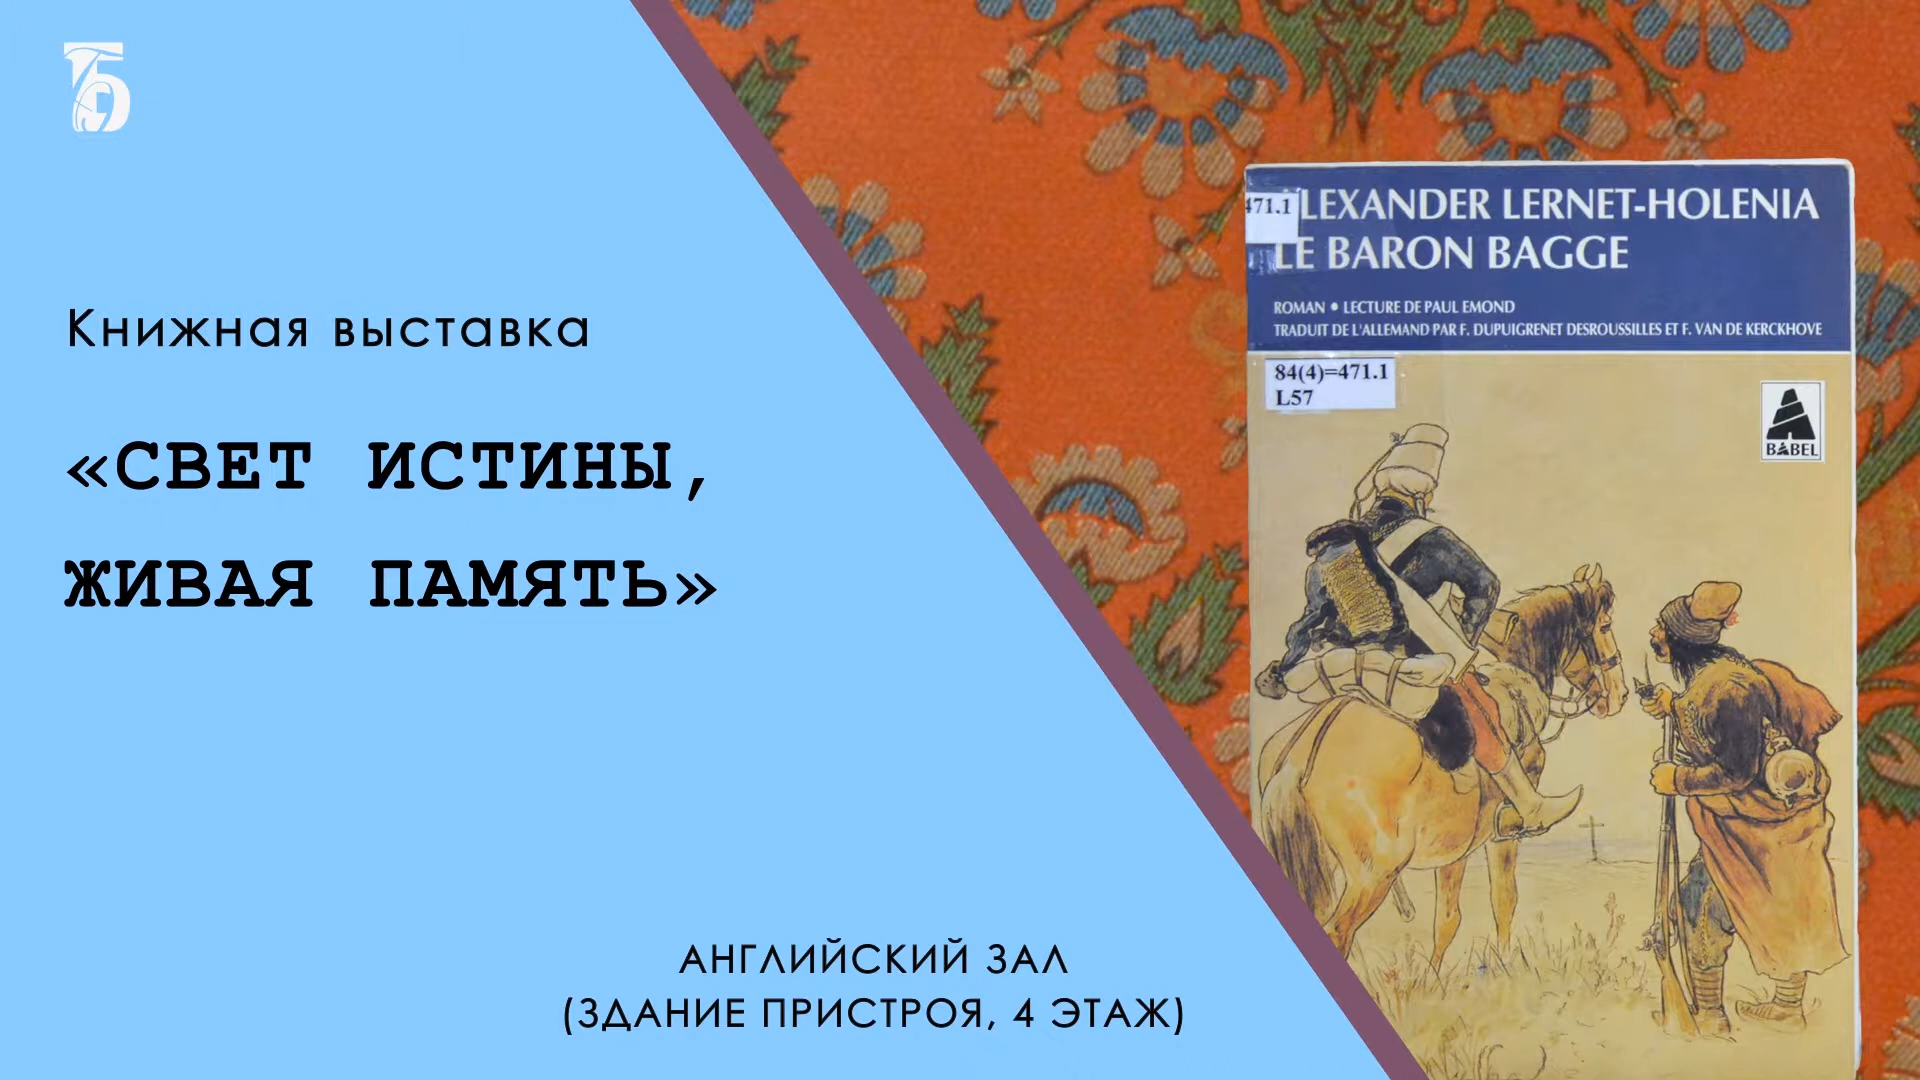 Книжная выставка
«СВЕТ ИСТИНЫ,
ЖИВАЯ ПАМЯТЬ»
АНГЛИЙСКИЙ ЗАЛ
(ЗДАНИЕ ПРИСТРОЯ, 4 ЭТАЖ)
471.1
ALEXANDER LERNET-HOLENIA
LE BARON BAGGE
ROMAN • LECTURE DE PAUL EMOND
TRADUIT DE L'ALLEMAND PAR F. DUPUIGRENET DESROUSSILLES ET F. VAN DE KERCKHOVE
84(4)=471.1
L57
BABEL